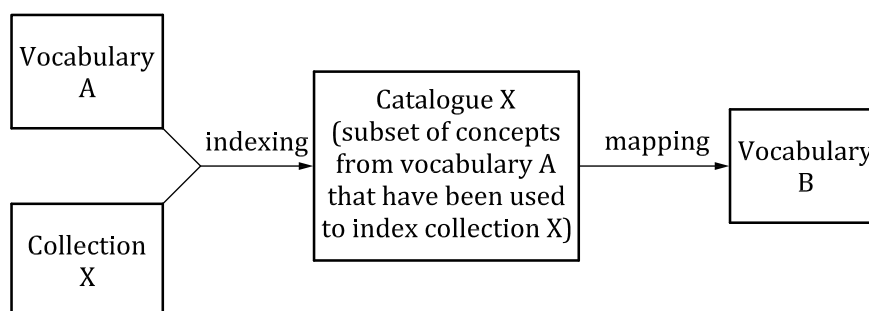 Vocabulary
A
indexing
Collection
X
Catalogue X
(subset of concepts
from vocabulary A
that have been used
to index collection X)
mapping
Vocabulary
B